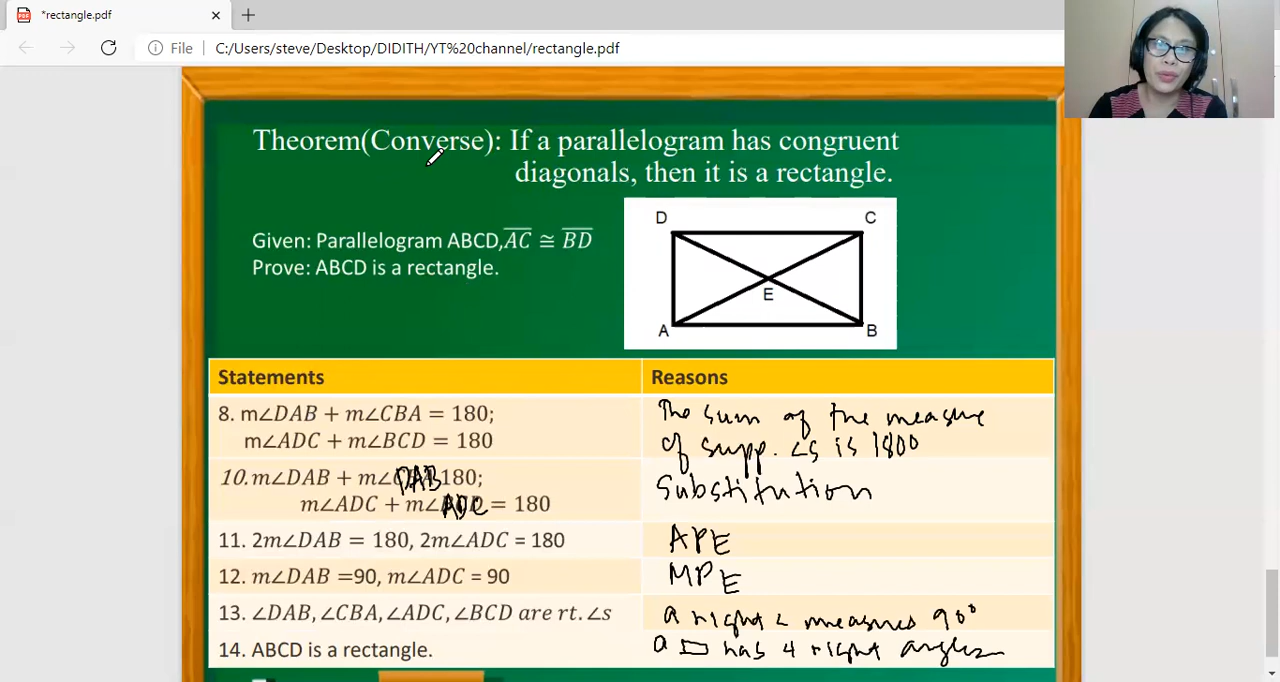 *rectangle.pdf
File
C:/Users/steve/Desktop/DIDITH/YT%20channel/rectangle.pdf
Theorem(Converse): If a parallelogram has congruent
diagonals, then it is a rectangle.
Given: Parallelogram ABCD, AC ≅ BD
Prove: ABCD is a rectangle.
D C
E
A B
Statements Reasons
8. m∠DAB + m∠CBA = 180; The sum of the measure
m∠ADC + m∠BCD = 180 of supp. ∠s is 1800
10. m∠DAB + m∠DAB 180; Substitution
m∠ADC + m∠ADC = 180
11. 2m∠DAB = 180, 2m∠ADC = 180 APE
12. m∠DAB =90, m∠ADC = 90 MPE
13. ∠DAB, ∠CBA, ∠ADC, ∠BCD are rt. ∠s a right ∠ measures 90°
14. ABCD is a rectangle. a ▭ has 4 right angles